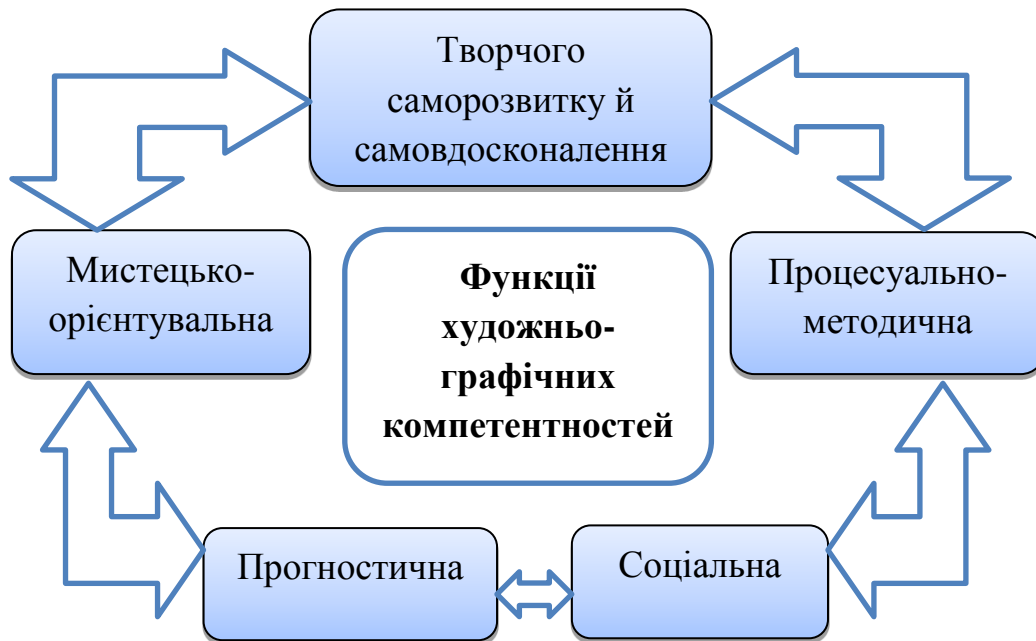 Творчого
саморозвитку й
самовдосконалення
Мистецько-
орієнтувальна
Функції
художньо-
графічних
компетентностей
Процесуально-
методична
Прогностична
Соціальна